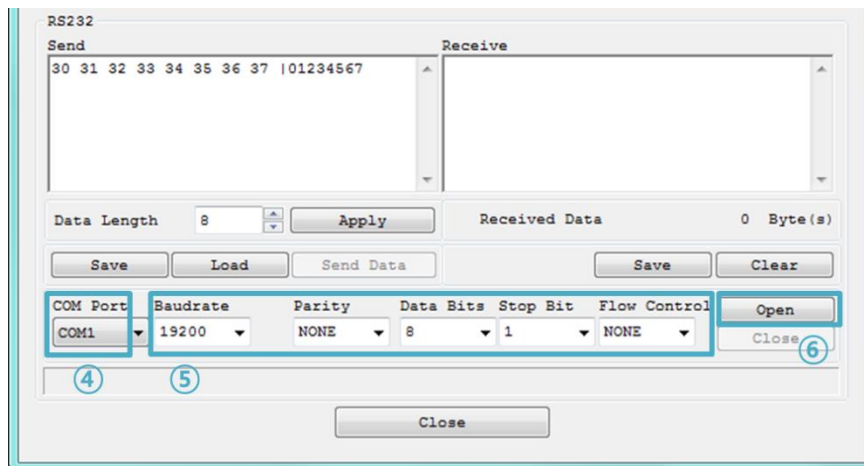 RS232
Send Receive
30 31 32 33 34 35 36 37 |01234567
Data Length 8 Apply Received Data 0 Byte(s)
Save Load Send Data Save Clear
COM Port Baudrate Parity Data Bits Stop Bit Flow Control Open
COM1 19200 NONE 8 1 NONE Close
④ ⑤ ⑥
Close